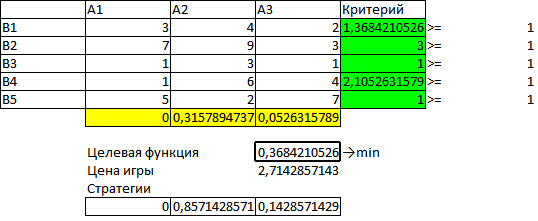 A1 A2 A3 Критерий
B1 3 4 2 1,3684210526 >= 1
B2 7 9 3 3 >= 1
B3 1 3 1 1 >= 1
B4 1 6 4 2,1052631579 >= 1
B5 5 2 7 1 >= 1
0 0,3157894737 0,0526315789
Целевая функция 0,3684210526 →min
Цена игры 2,7142857143
Стратегии
0 0,8571428571 0,1428571429